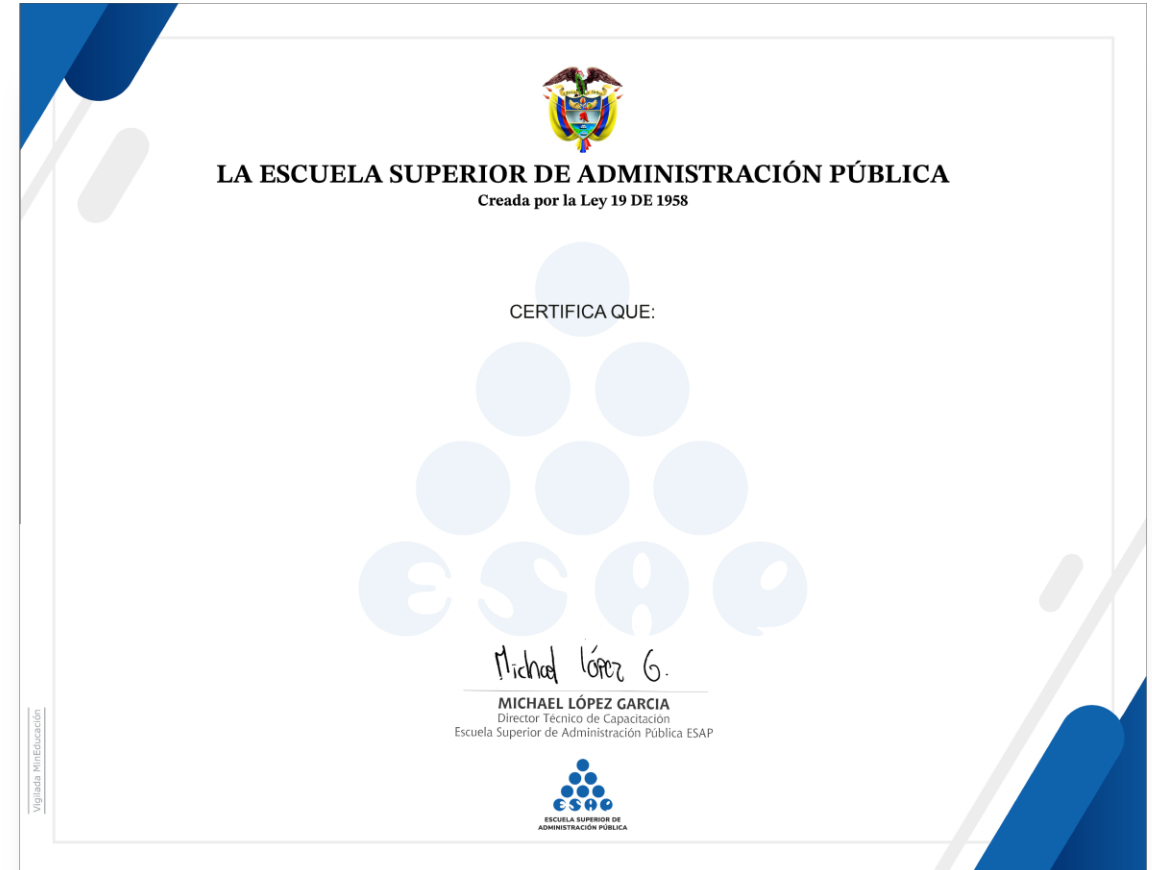 LA ESCUELA SUPERIOR DE ADMINISTRACIÓN PÚBLICA
Creada por la Ley 19 DE 1958
CERTIFICA QUE:
ESAP
Michael lópez G.
MICHAEL LÓPEZ GARCIA
Director Técnico de Capacitación
Escuela Superior de Administración Pública ESAP
ESAP
ESCUELA SUPERIOR DE
ADMINISTRACIÓN PÚBLICA
Vigilada MinEducación